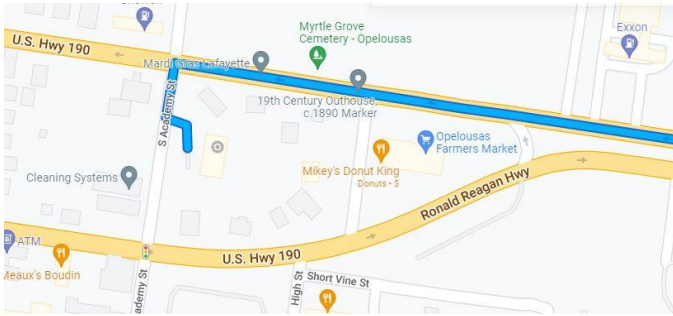 Exxon
Myrtle Grove
Cemetery - Opelousas
U.S. Hwy 190
Mardi Gras Lafayette
19th Century Outhouse,
c.1890 Marker
S Academy St
Opelousas
Farmers Market
Mikey's Donut King
Donuts • $
Cleaning Systems
Ronald Reagan Hwy
ATM
U.S. Hwy 190
Meaux's Boudin
ademy St
High St
Short Vine St